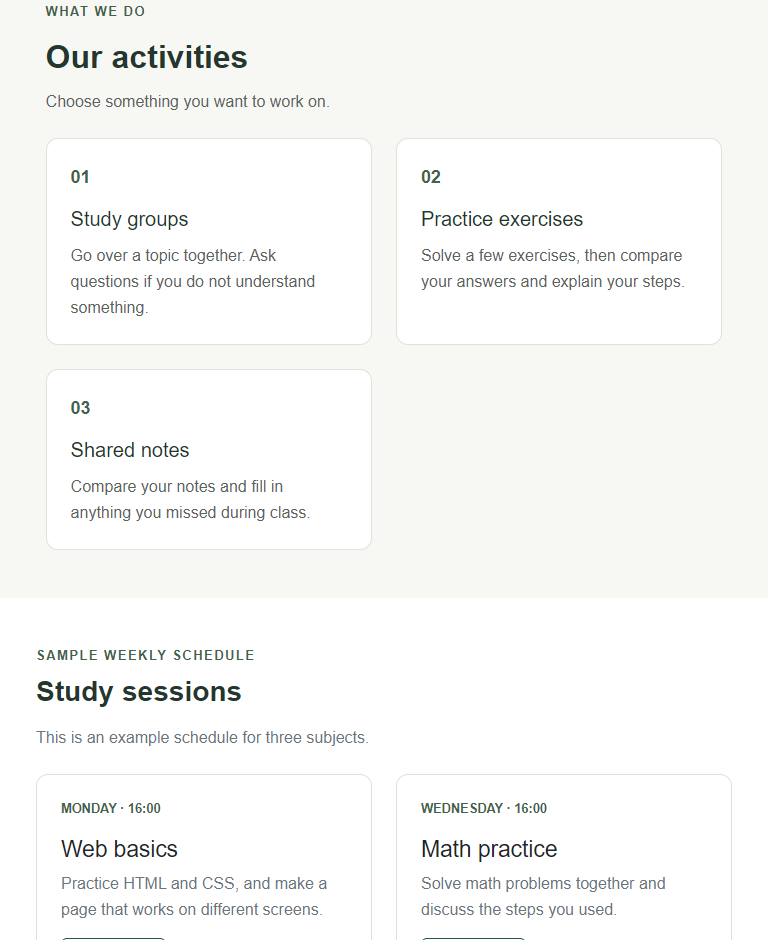 WHAT WE DO
Our activities
Choose something you want to work on.
01
Study groups
Go over a topic together. Ask
questions if you do not understand
something.
02
Practice exercises
Solve a few exercises, then compare
your answers and explain your steps.
03
Shared notes
Compare your notes and fill in
anything you missed during class.
SAMPLE WEEKLY SCHEDULE
Study sessions
This is an example schedule for three subjects.
MONDAY · 16:00
Web basics
Practice HTML and CSS, and make a
page that works on different screens.
WEDNESDAY · 16:00
Math practice
Solve math problems together and
discuss the steps you used.